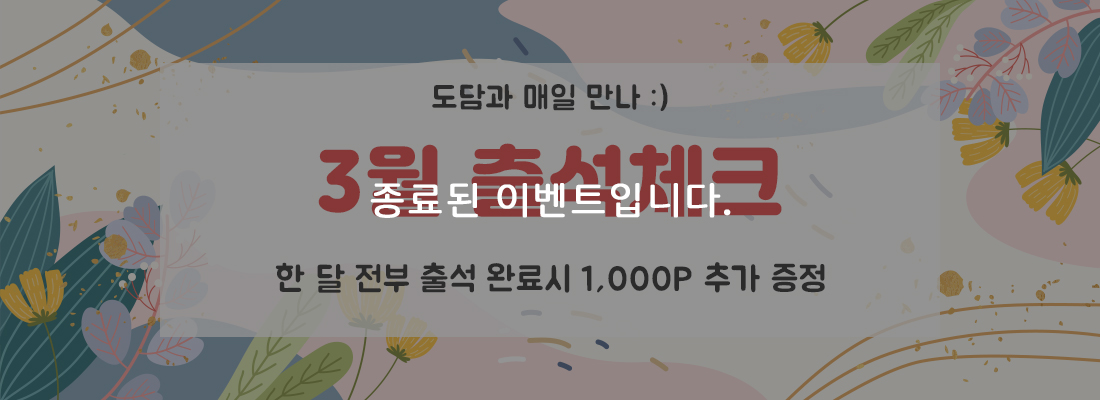 도담과 매일 만나 :)
3월 출석체크
종료된 이벤트입니다.
한 달 전부 출석 완료시 1,000P 추가 증정